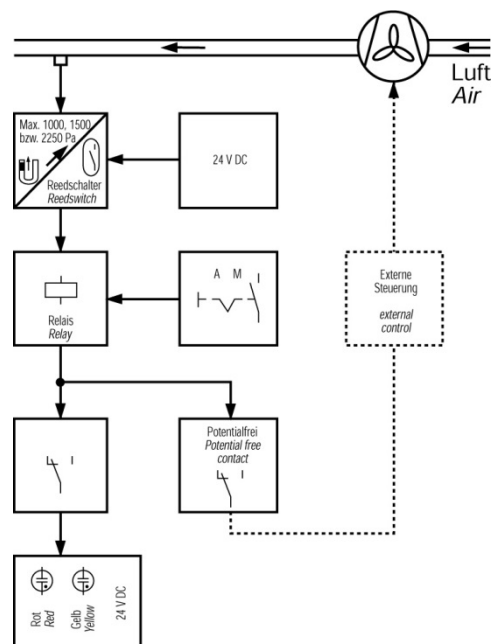 Luft
Air
Max. 1000, 1500
bzw. 2250 Pa
Reedschalter
Reedswitch
24 V DC
Relais
Relay
A M
Externe
Steuerung
external
control
Potentialfrei
Potential free
contact
Rot
Red
Gelb
Yellow
24 V DC